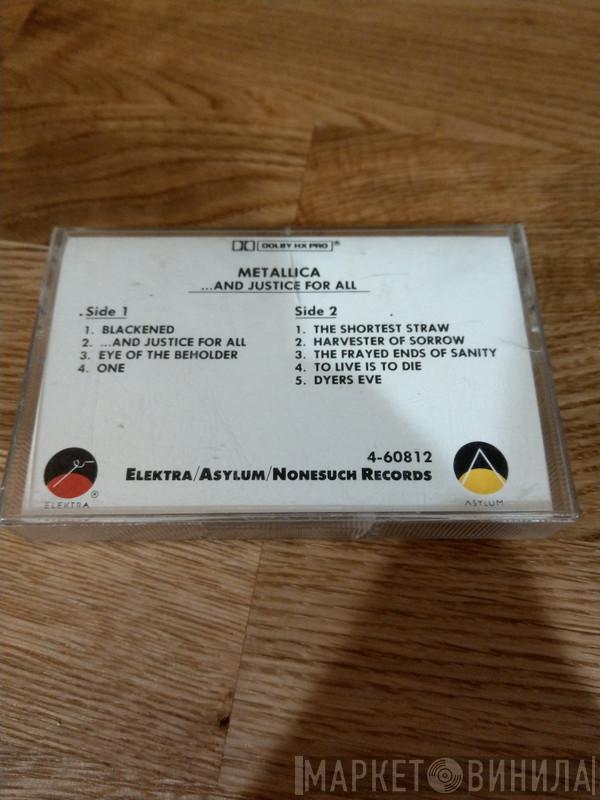 DOLBY HX PRO ®
METALLICA
...AND JUSTICE FOR ALL
Side 1
1. BLACKENED
2. ...AND JUSTICE FOR ALL
3. EYE OF THE BEHOLDER
4. ONE
Side 2
1. THE SHORTEST STRAW
2. HARVESTER OF SORROW
3. THE FRAYED ENDS OF SANITY
4. TO LIVE IS TO DIE
5. DYERS EVE
4-60812
ELEKTRA/ASYLUM/NONESUCH RECORDS
ELEKTRA ®
ASYLUM
МАРКЕТ ВИНИЛА